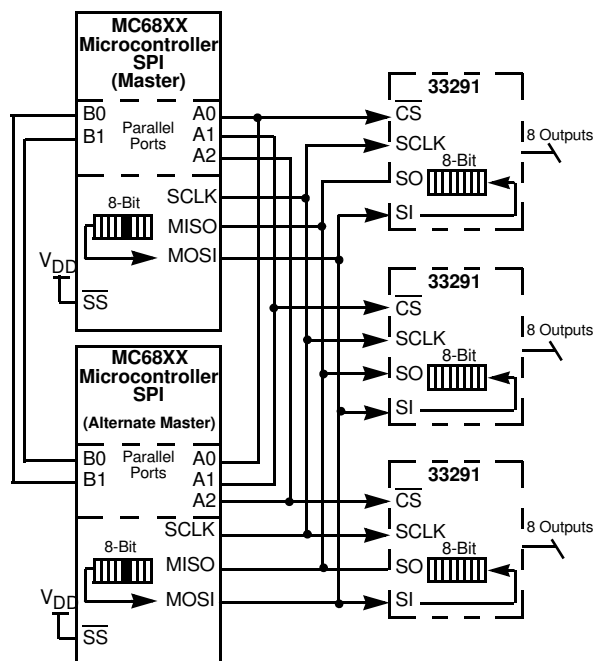 MC68XX
Microcontroller
SPI
(Master)
B0
B1
Parallel
Ports
A0
A1
A2
8-Bit
SCLK
MISO
MOSI
VDD
SS
MC68XX
Microcontroller
SPI
(Alternate Master)
B0
B1
Parallel
Ports
A0
A1
A2
SCLK
8-Bit
MISO
MOSI
VDD
SS
33291
CS
SCLK
8-Bit
SO
SI
8 Outputs
33291
CS
SCLK
8-Bit
SO
SI
8 Outputs
33291
CS
SCLK
8-Bit
SO
SI
8 Outputs